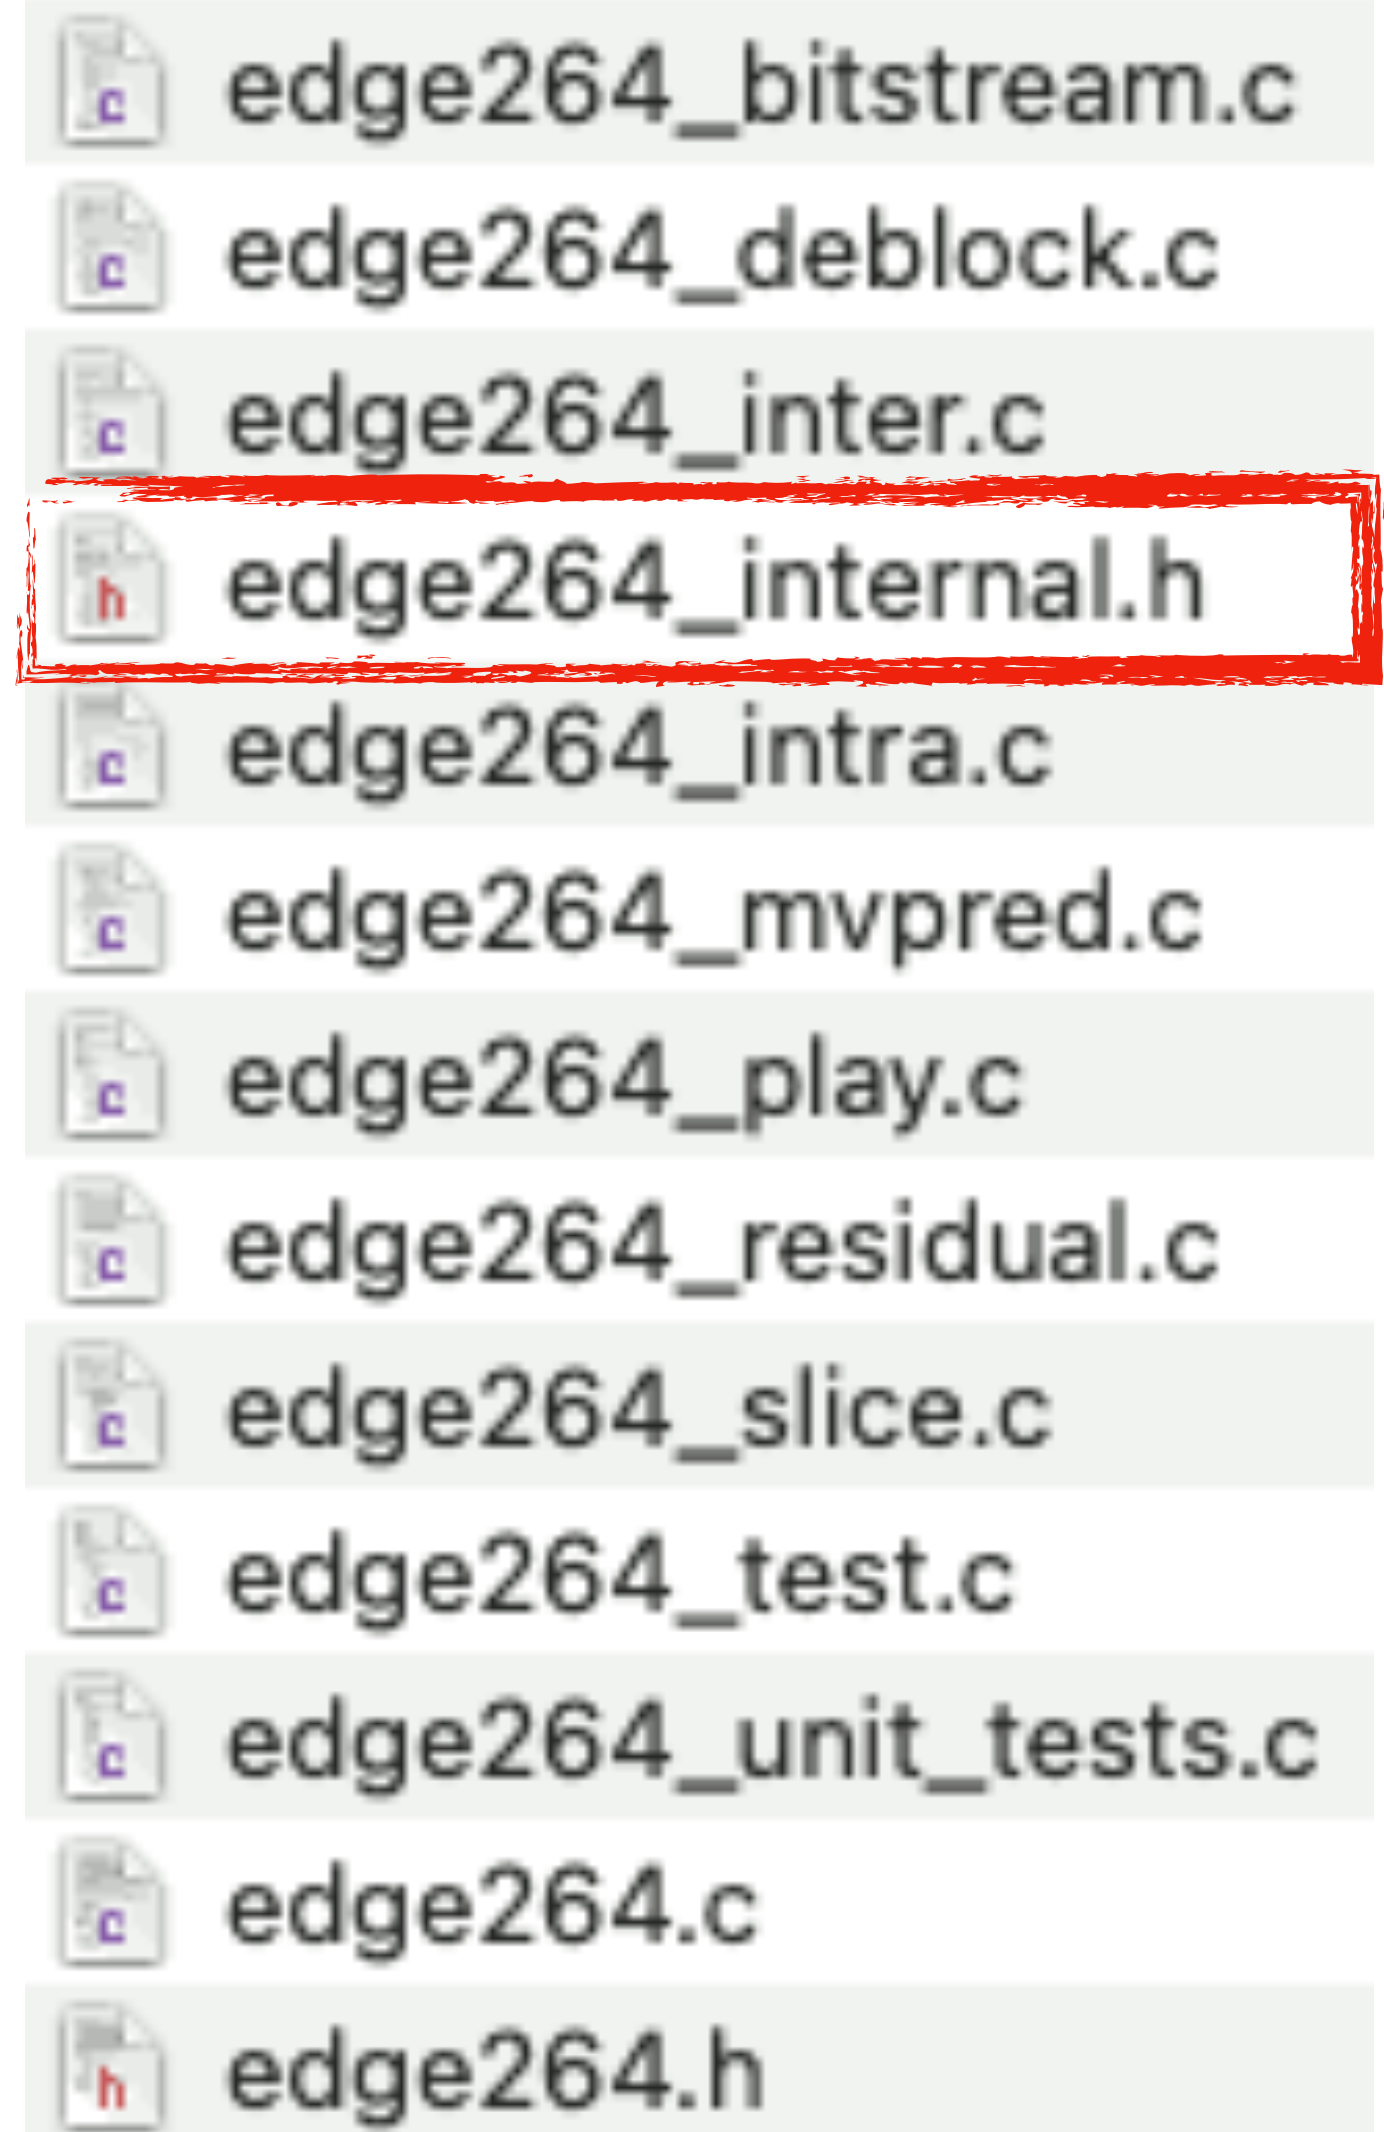 edge264_bitstream.c
edge264_deblock.c
edge264_inter.c
edge264_internal.h
edge264_intra.c
edge264_mvpred.c
edge264_play.c
edge264_residual.c
edge264_slice.c
edge264_test.c
edge264_unit_tests.c
edge264.c
edge264.h